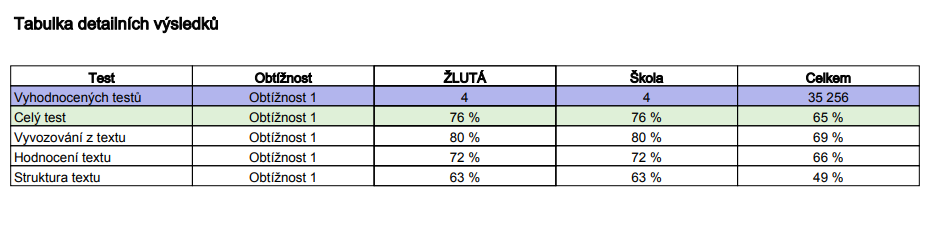 Tabulka detailních výsledků
Test Obtížnost ŽLUTÁ Škola Celkem
Vyhodnocených testů Obtížnost 1 4 4 35 256
Celý test Obtížnost 1 76 % 76 % 65 %
Vyvozování z textu Obtížnost 1 80 % 80 % 69 %
Hodnocení textu Obtížnost 1 72 % 72 % 66 %
Struktura textu Obtížnost 1 63 % 63 % 49 %